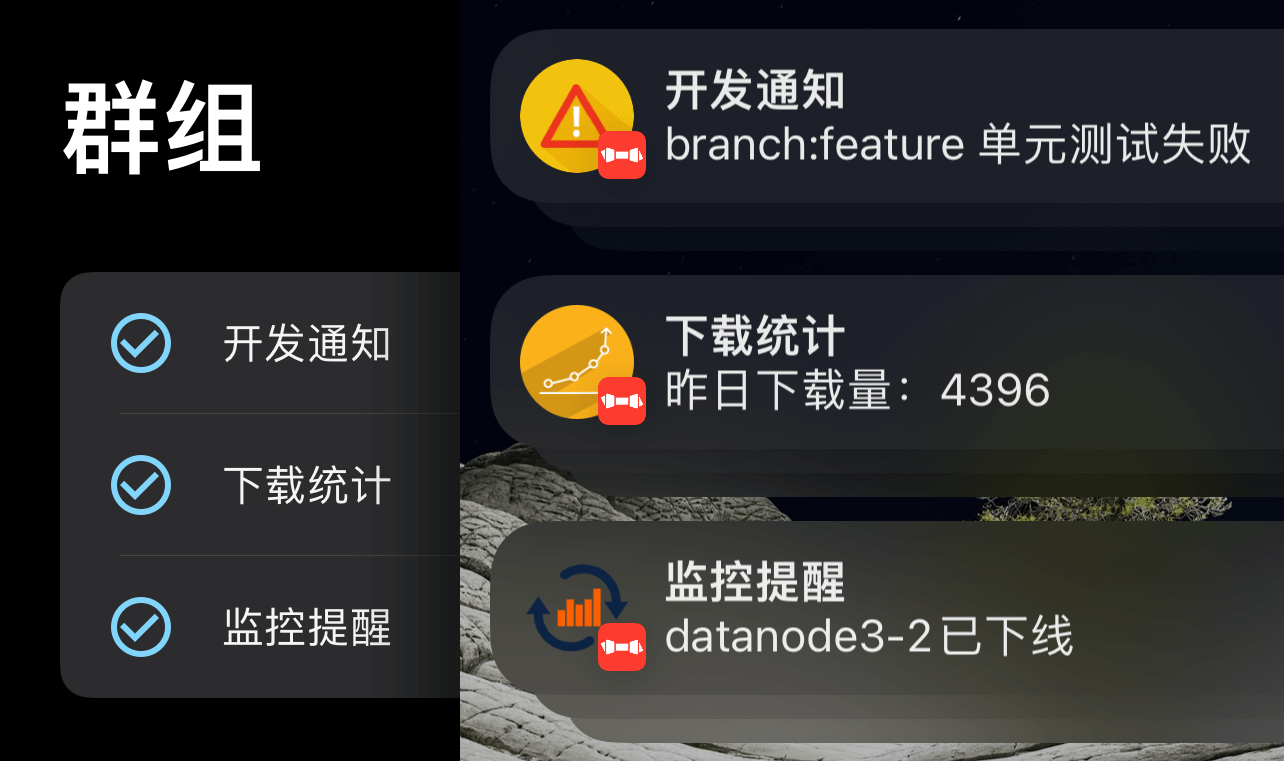 群组
开发通知
下载统计
监控提醒
开发通知
branch:feature 单元测试失败
下载统计
昨日下载量：4396
监控提醒
datanode3-2已下线